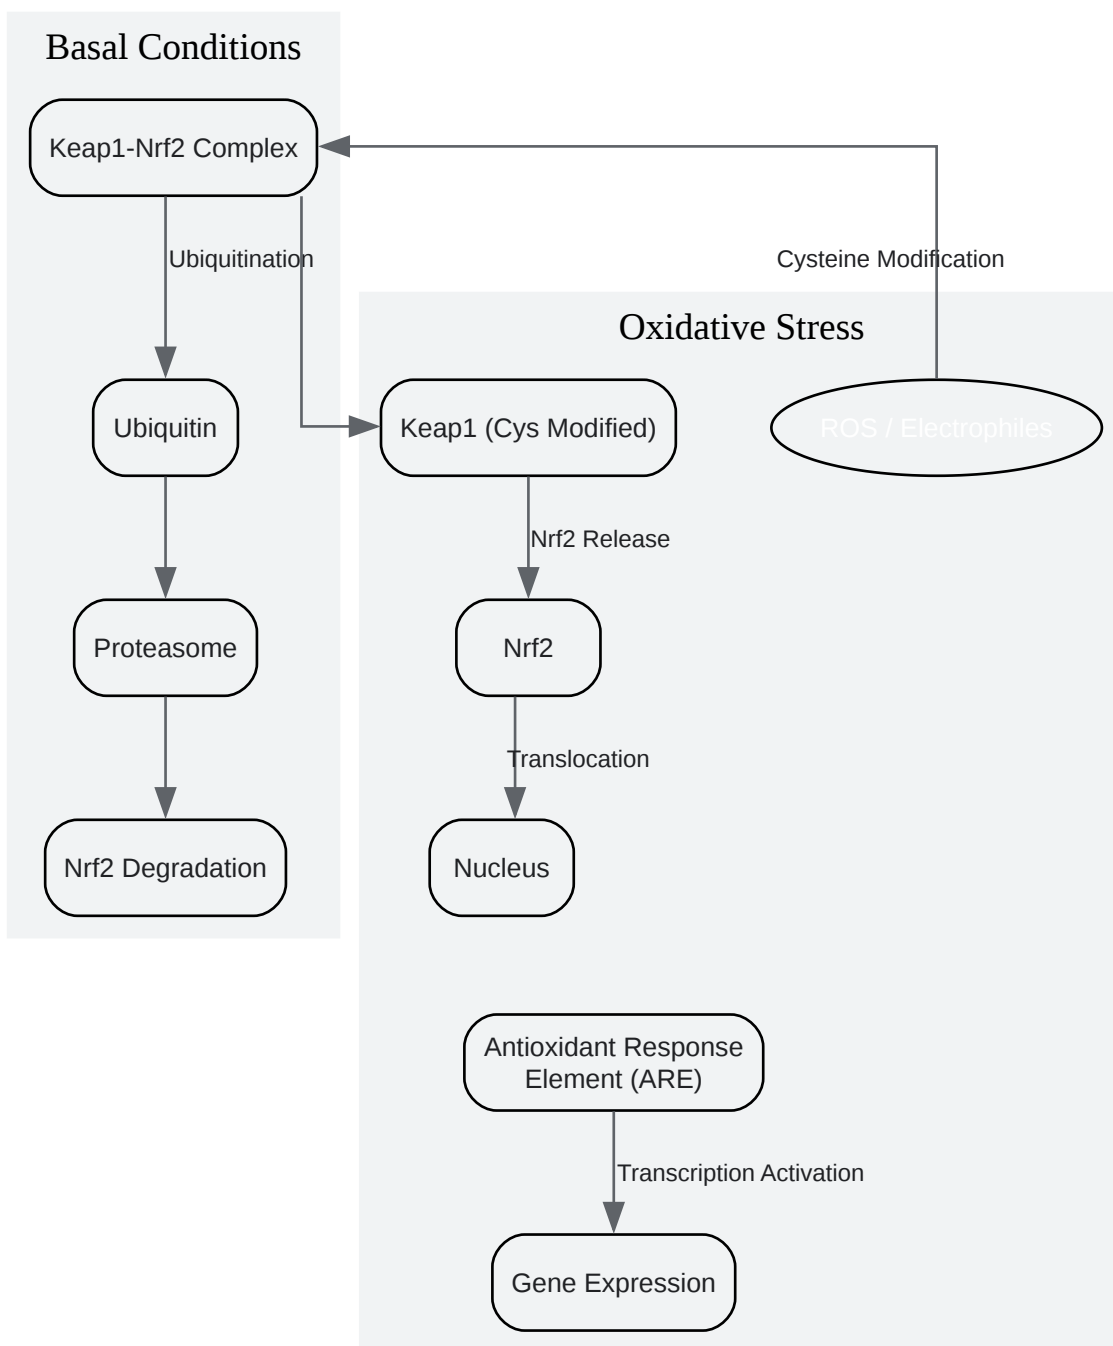 Basal Conditions
Keap1-Nrf2 Complex
Ubiquitination
Cysteine Modification
Oxidative Stress
Ubiquitin
Keap1 (Cys Modified)
ROS / Electrophiles
Nrf2 Release
Proteasome
Nrf2
Translocation
Nrf2 Degradation
Nucleus
Antioxidant Response
Element (ARE)
Transcription Activation
Gene Expression